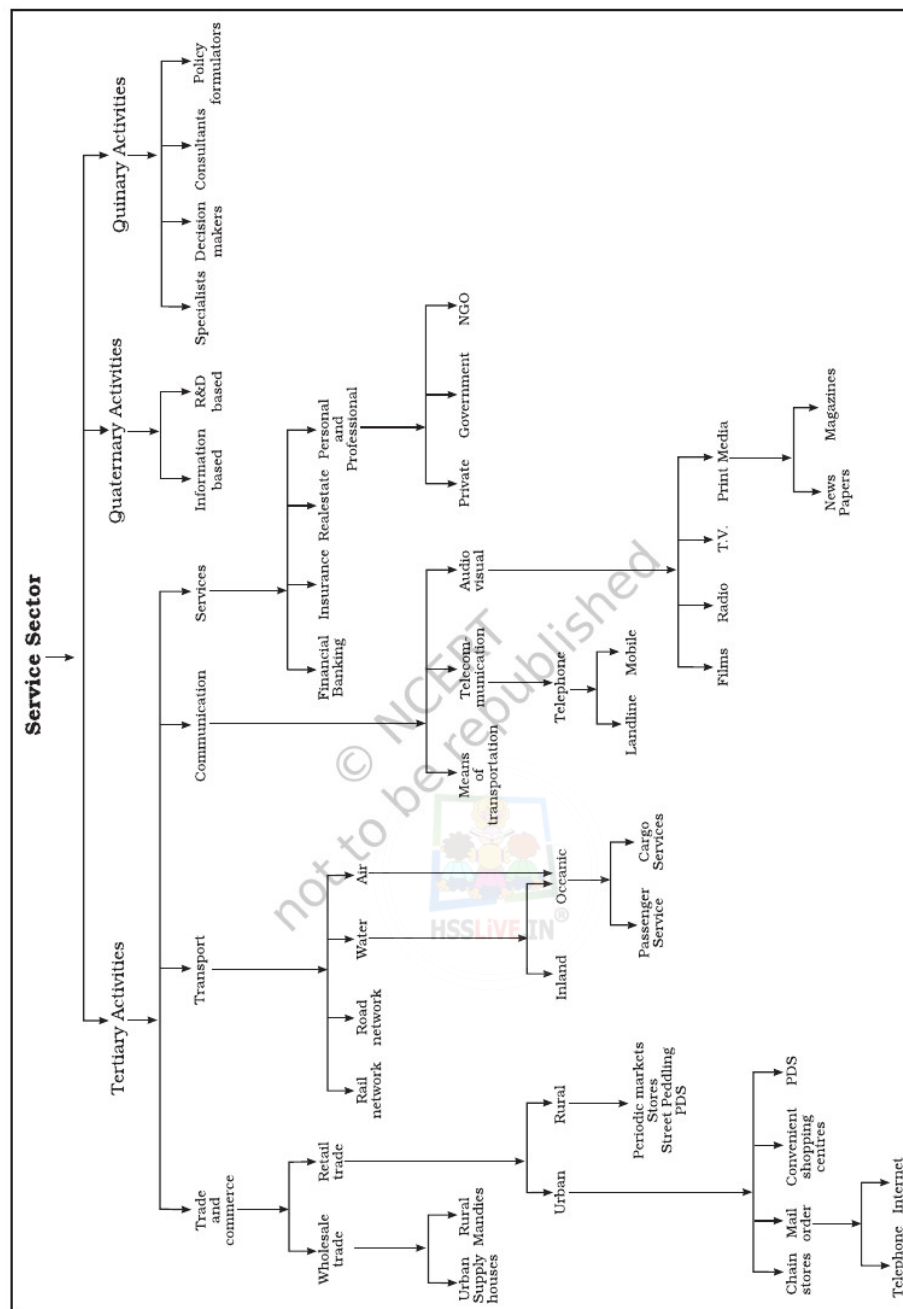 Service Sector
Tertiary Activities
Quaternary Activities
Quinary Activities
Trade
and
commerce
Transport
Communication
Services
Information
based
R&D
based
Specialists
Decision
makers
Consultants
Policy
formulators
Wholesale
trade
Retail
trade
Rail
network
Road
network
Water
Air
Financial
Banking
Insurance
Realestate
Personal
and
Professional
Urban
Supply
houses
Rural
Mandies
Means
of
transportation
Telecom-
munication
Audio
visual
Private
Government
NGO
Urban
Rural
Inland
Occanic
Telephone
Periodic markets
Stores
Street Peddling
PDS
Passenger
Service
Cargo
Services
Landline
Mobile
Films
Radio
T.V.
Print Media
Chain
stores
Mail
order
Convenient
shopping
centres
PDS
News
Papers
Magazines
Telephone
Internet
© NCERT
not to be republished
HSSLiVE.IN®